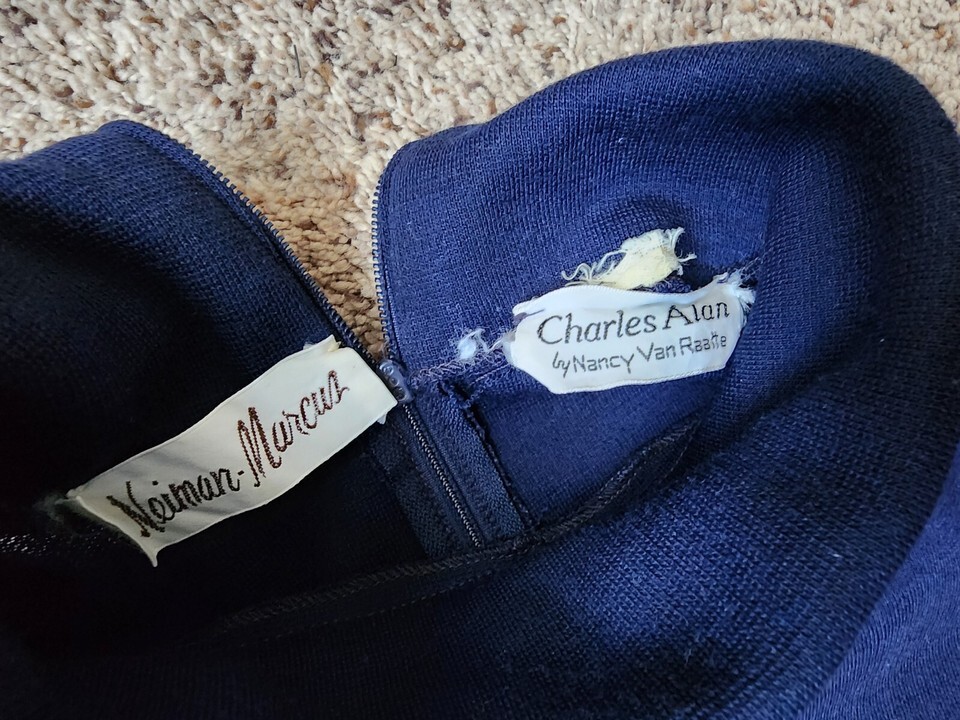 Neiman-Marcus
Charles Alan
by Nancy Van Raalte